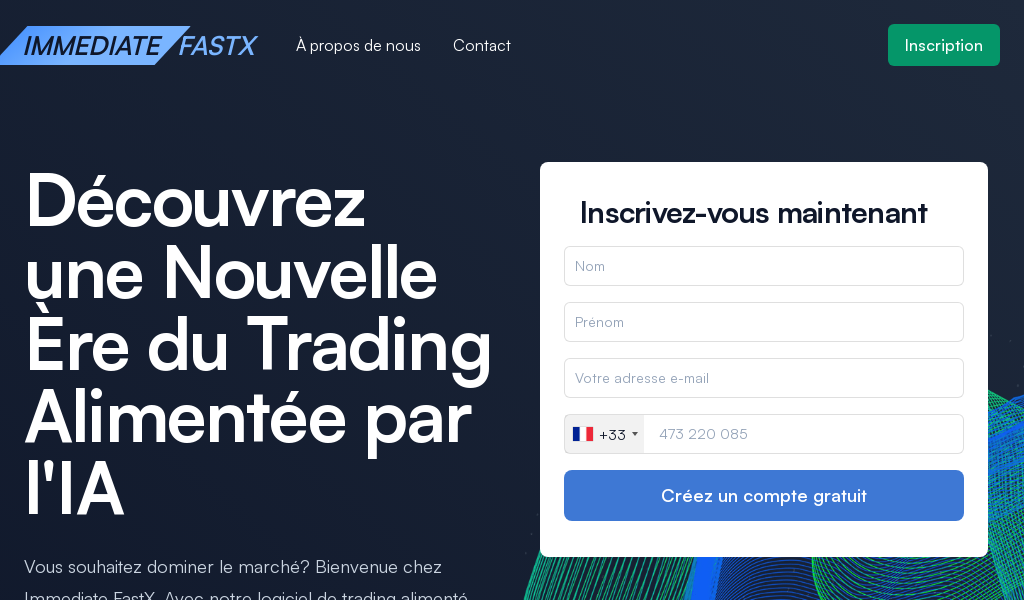 IMMEDIATE FASTX
À propos de nous
Contact
Inscription
Découvrez
une Nouvelle
Ère du Trading
Alimentée par
l'IA
Vous souhaitez dominer le marché? Bienvenue chez
Immediate FastX. Avec notre logiciel de trading alimenté
Inscrivez-vous maintenant
Nom
Prénom
Votre adresse e-mail
+33
473 220 085
Créez un compte gratuit